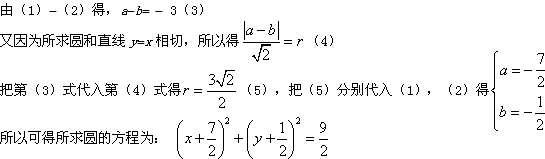 由（1）-（2）得，a-b= - 3（3）
又因为所求圆和直线 y=x 相切，所以得 \frac{|a-b|}{\sqrt{2}}=r （4）
把第（3）式代入第（4）式得 r=\frac{3\sqrt{2}}{2}（5），把（5）分别代入（1），（2）得 \begin{cases} a=-\frac{7}{2} \\ b=-\frac{1}{2} \end{cases}
所以可得所求圆的方程为： \left(x+\frac{7}{2}\right)^2+\left(y+\frac{1}{2}\right)^2=\frac{9}{2}